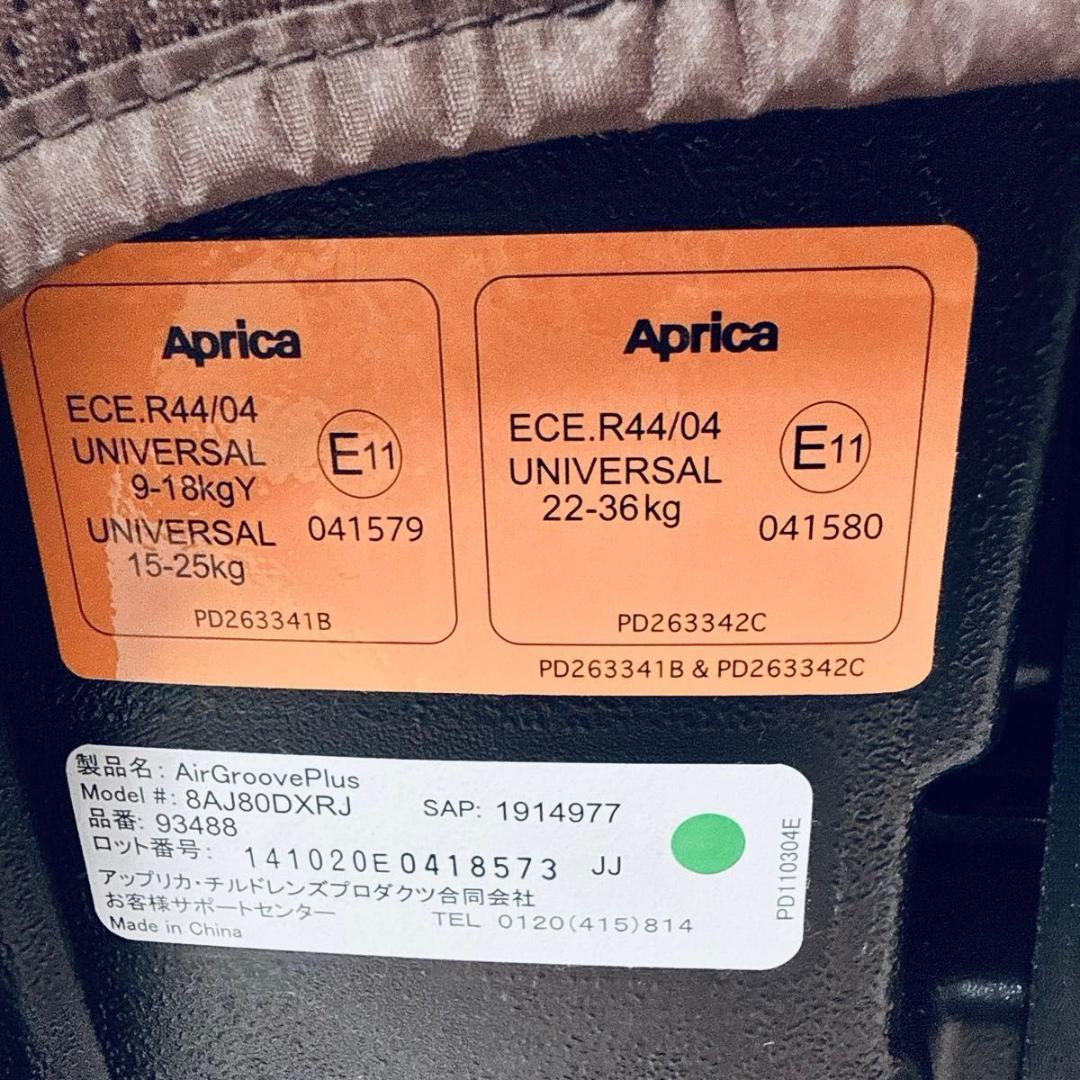 Aprica
ECE.R44/04
UNIVERSAL
9-18kgY
UNIVERSAL
15-25kg
E11
041579
PD263341B
Aprica
ECE.R44/04
UNIVERSAL
22-36kg
E11
041580
PD263342C
PD263341B & PD263342C
製品名: AirGroovePlus
Model #: 8AJ80DXRJ SAP: 1914977
品番: 93488
ロット番号: 141020E0418573 JJ
アップリカ・チルドレンズプロダクツ合同会社
お客様サポートセンター TEL 0120(415)814
Made in China
PD110304E